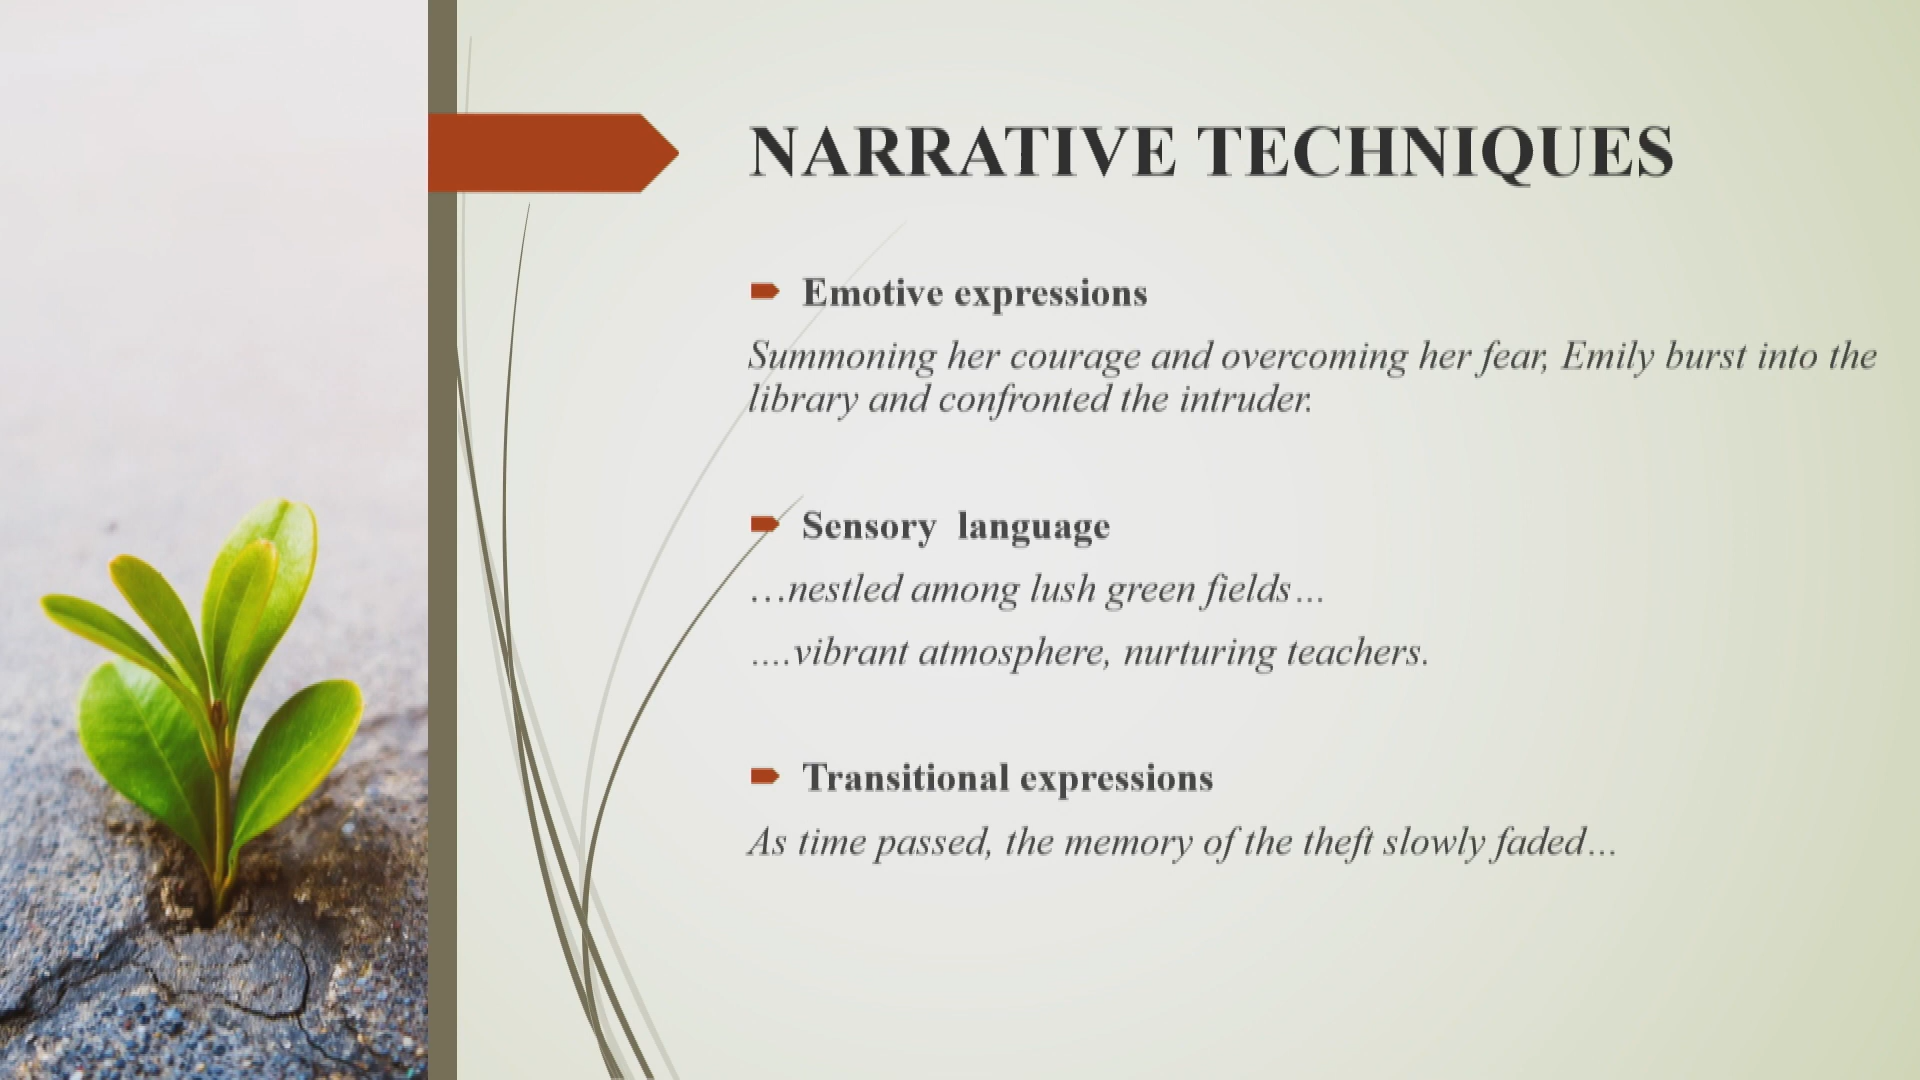 NARRATIVE TECHNIQUES
Emotive expressions
Summoning her courage and overcoming her fear, Emily burst into the
library and confronted the intruder.
Sensory  language
…nestled among lush green fields…
….vibrant atmosphere, nurturing teachers.
Transitional expressions
As time passed, the memory of the theft slowly faded…